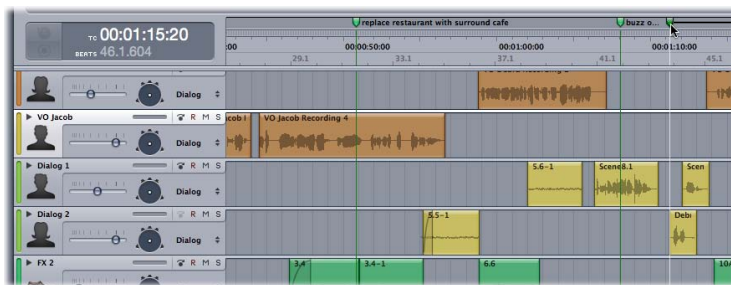 TC 00:01:15:20
BEATS 46.1.604
replace restaurant with surround cafe
buzz o...
:00
00:00:50:00
00:01:00:00
00:01:10:00
29.1
33.1
37.1
41.1
45.1
Dialog
VO Jacob
R M S
cob
VO Jacob Recording 4
Dialog
Dialog 1
R M S
5.6-1
Scene8.1
Scen
Dialog
Dialog 2
R M S
5.5-1
Deb
Dialog
FX 2
R M S
3.4
3.4-1
6.6
10/